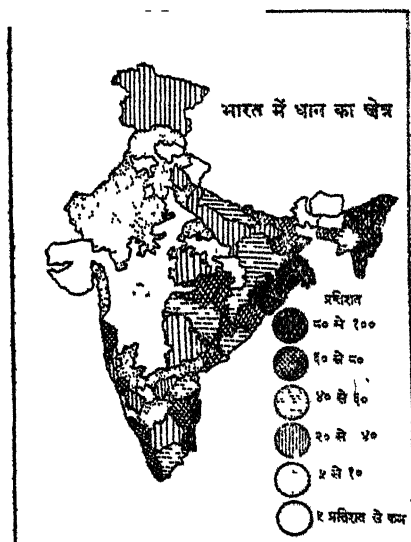 भारत में धान का क्षेत्र
प्रतिशत
८० से १००
६० से ८०
४० से ६०
२० से ४०
५ से १०
५ प्रतिशत से कम